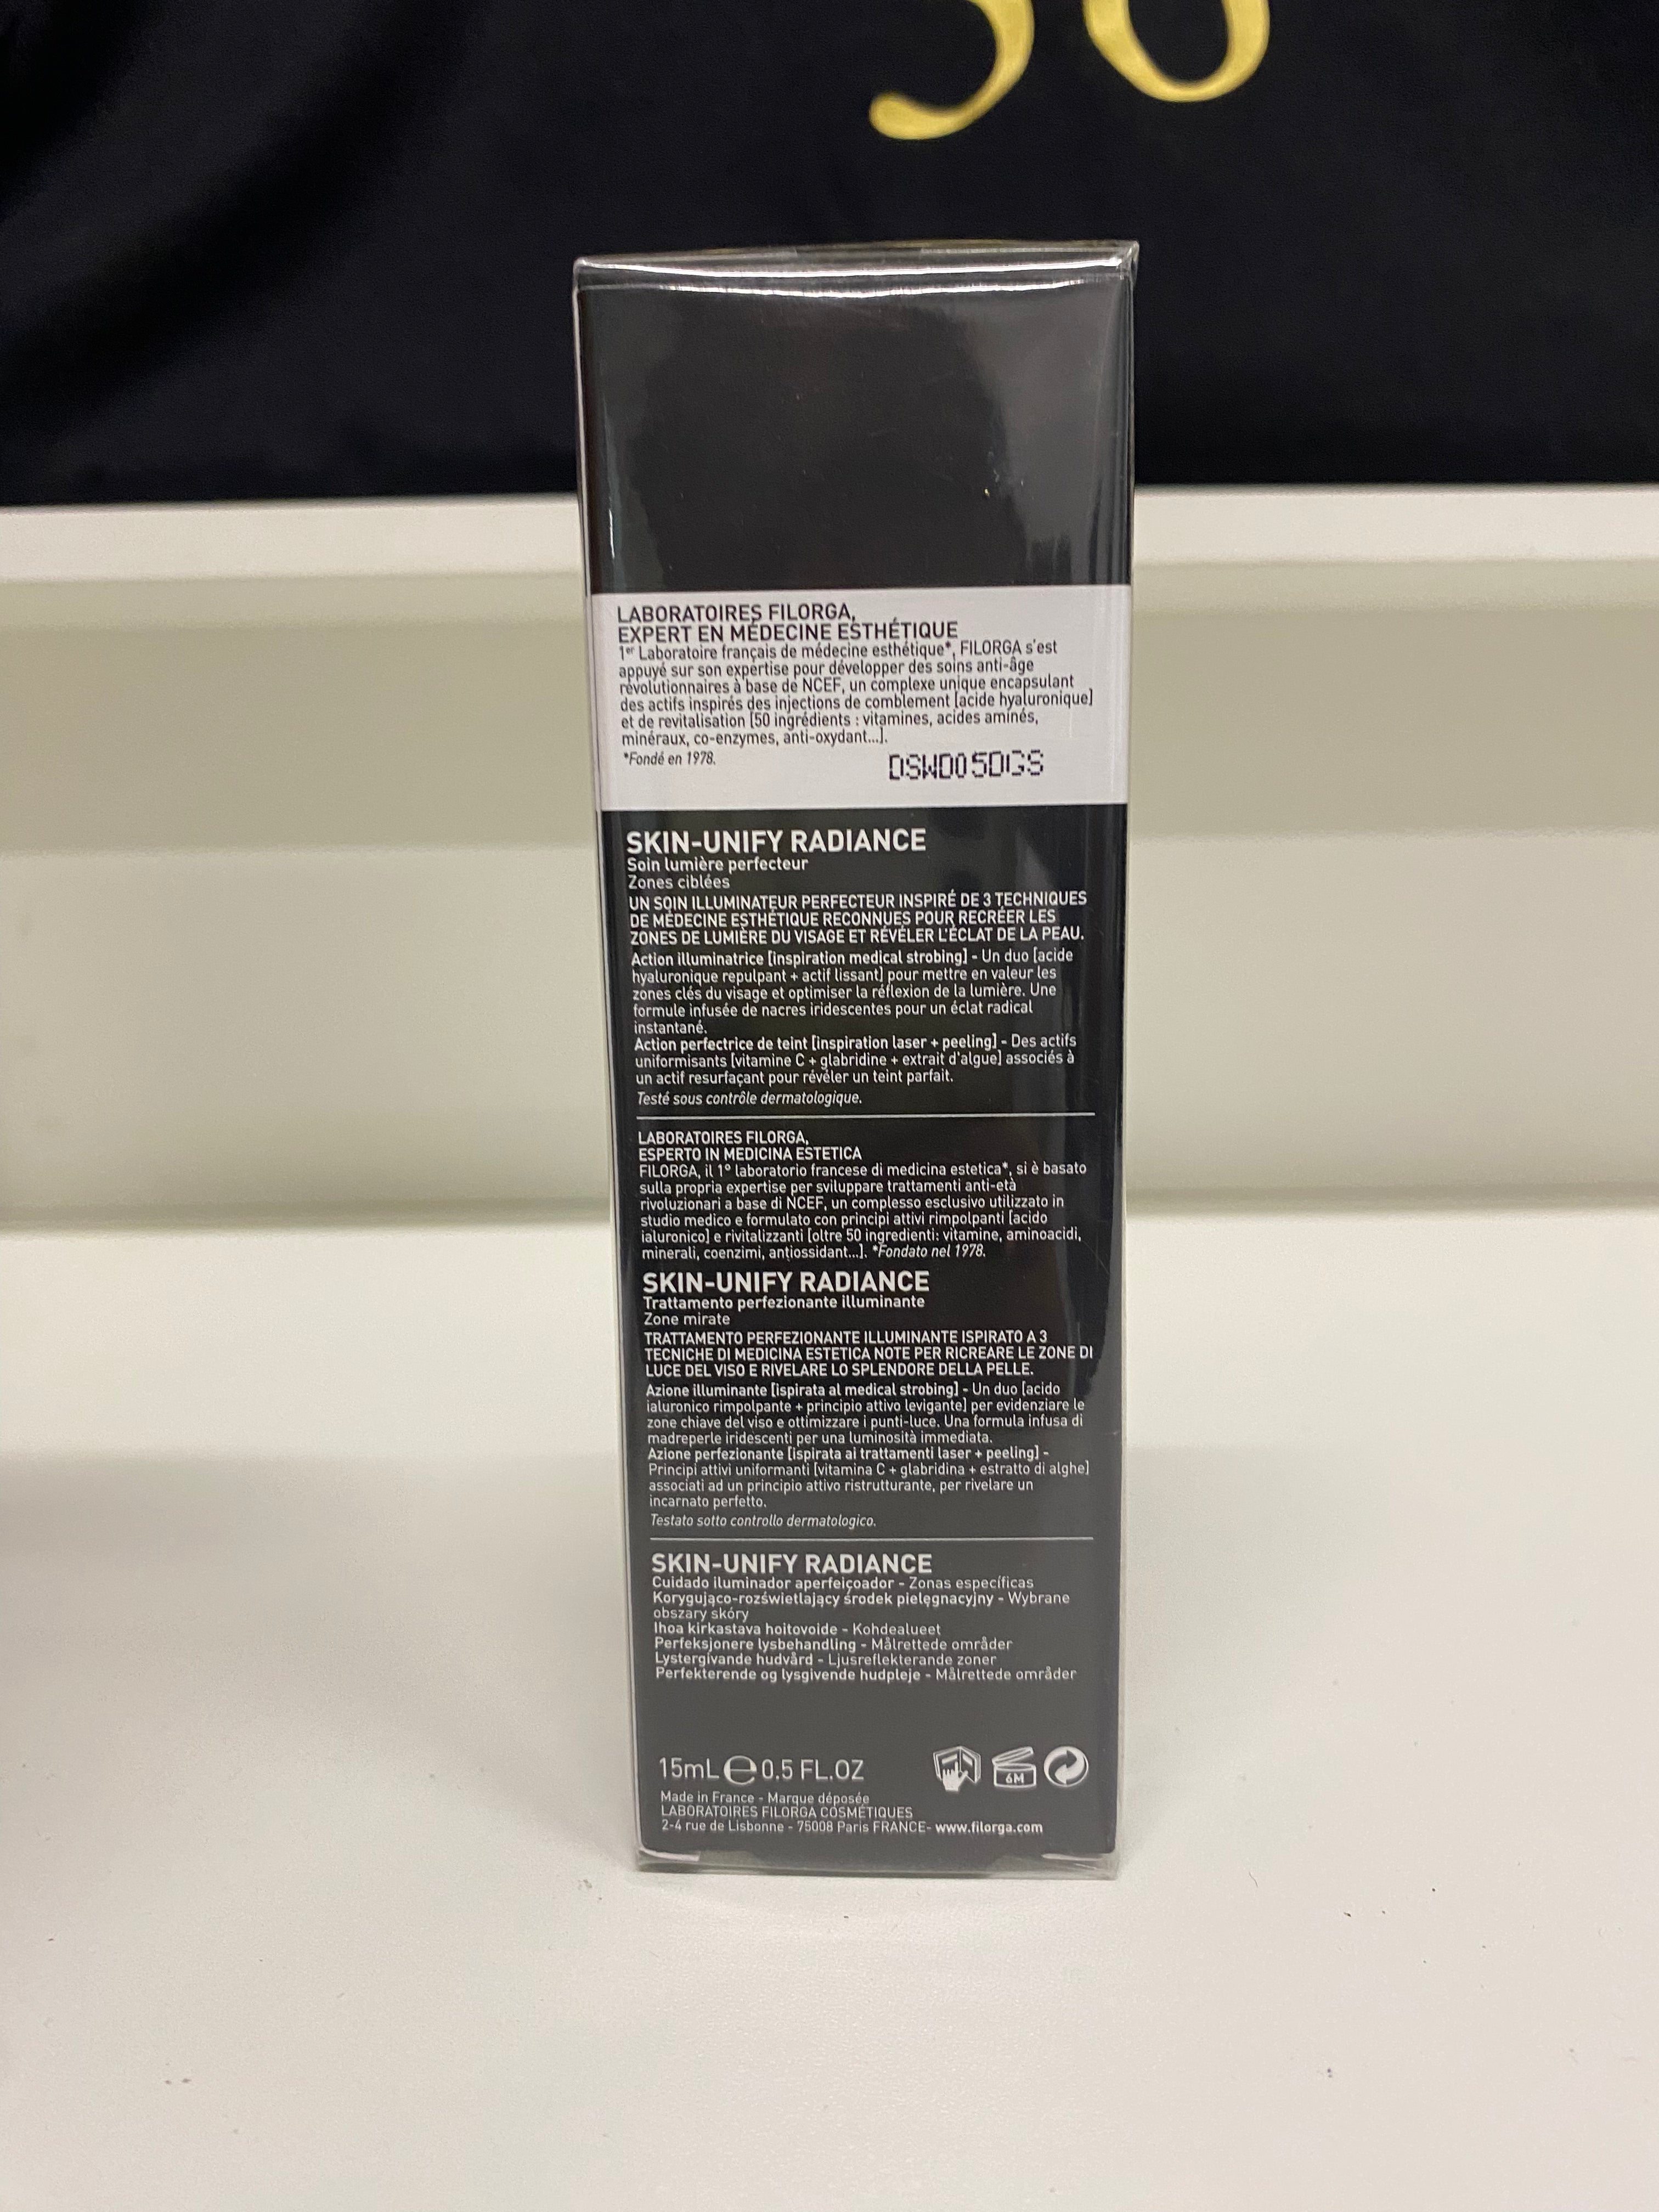 LABORATOIRES FILORGA,
EXPERT EN MÉDECINE ESTHÉTIQUE
1er Laboratoire français de médecine esthétique*, FILORGA s'est
appuyé sur son expertise pour développer des soins anti-âge
révolutionnaires à base de NCEF, un complexe unique encapsulant
des actifs inspirés des injections de comblement [acide hyaluronique]
et de revitalisation [50 ingrédients : vitamines, acides aminés,
minéraux, co-enzymes, anti-oxydant...].
*Fondé en 1978.
DSWD05DGS
SKIN-UNIFY RADIANCE
Soin lumière perfecteur
Zones ciblées
UN SOIN ILLUMINATEUR PERFECTEUR INSPIRÉ DE 3 TECHNIQUES
DE MÉDECINE ESTHÉTIQUE RECONNUES POUR RECRÉER LES
ZONES DE LUMIÈRE DU VISAGE ET RÉVÉLER L'ÉCLAT DE LA PEAU.
Action illuminatrice [inspiration medical strobing] - Un duo [acide
hyaluronique repulpant + actif lissant] pour mettre en valeur les
zones clés du visage et optimiser la réflexion de la lumière. Une
formule infusée de nacres iridescentes pour un éclat radical
instantané.
Action perfectrice de teint [inspiration laser + peeling] - Des actifs
uniformisants [vitamine C + glabridine + extrait d'algue] associés à
un actif resurfaçant pour révéler un teint parfait.
Testé sous contrôle dermatologique.
LABORATOIRES FILORGA,
ESPERTO IN MEDICINA ESTETICA
FILORGA, il 1° laboratorio francese di medicina estetica*, si è basato
sulla propria expertise per sviluppare trattamenti anti-età
rivoluzionari a base di NCEF, un complesso esclusivo utilizzato in
studio medico e formulato con principi attivi rimpolpanti [acido
ialuronico] e rivitalizzanti [oltre 50 ingredienti: vitamine, aminoacidi,
minerali, coenzimi, antiossidant...]. *Fondato nel 1978.
SKIN-UNIFY RADIANCE
Trattamento perfezionante illuminante
Zone mirate
TRATTAMENTO PERFEZIONANTE ILLUMINANTE ISPIRATO A 3
TECNICHE DI MEDICINA ESTETICA NOTE PER RICREARE LE ZONE DI
LUCE DEL VISO E RIVELARE LO SPLENDORE DELLA PELLE.
Azione illuminante [ispirata al medical strobing] - Un duo [acido
ialuronico rimpolpante + principio attivo levigante] per evidenziare le
zone chiave del viso e ottimizzare i punti-luce. Una formula infusa di
madreperle iridescenti per una luminosità immediata.
Azione perfezionante [ispirata ai trattamenti laser + peeling] -
Principi attivi uniformanti [vitamina C + glabridina + estratto di alghe]
associati ad un principio attivo ristrutturante, per rivelare un
incarnato perfetto.
Testato sotto controllo dermatologico.
SKIN-UNIFY RADIANCE
Cuidado iluminador aperfeiçoador - Zonas específicas
Korygująco-rozświetlający środek pielęgnacyjny - Wybrane
obszary skóry
Ihoa kirkastava hoitovoide - Kohdealueet
Perfeksjonere lysbehandling - Målrettede områder
Lystergivande hudvård - Ljusreflekterande zoner
Perfekterende og lysgivende hudpleje - Målrettede områder
15mL e 0.5 FL.OZ
6M
Made in France - Marque déposée
LABORATOIRES FILORGA COSMÉTIQUES
2-4 rue de Lisbonne - 75008 Paris FRANCE- www.filorga.com